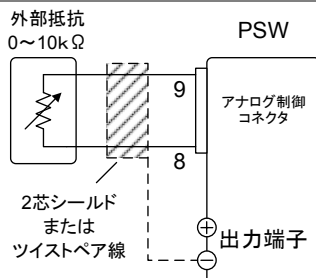 外部抵抗
0～10kΩ
PSW
9
アナログ制御
コネクタ
8
2芯シールド
または
ツイストペア線
出力端子